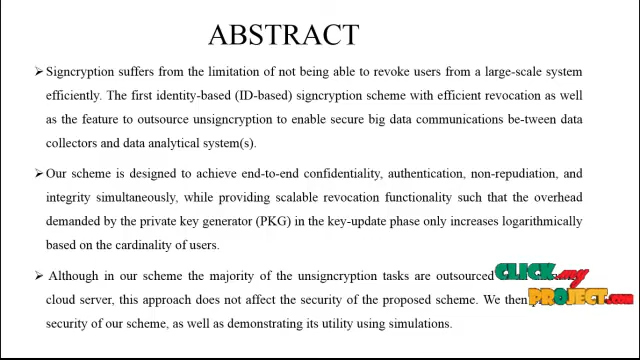 ABSTRACT
➢Signcryption suffers from the limitation of not being able to revoke users from a large-scale system
efficiently. The first identity-based (ID-based) signcryption scheme with efficient revocation as well
as the feature to outsource unsigncryption to enable secure big data communications be-tween data
collectors and data analytical system(s).
➢Our scheme is designed to achieve end-to-end confidentiality, authentication, non-repudiation, and
integrity simultaneously, while providing scalable revocation functionality such that the overhead
demanded by the private key generator (PKG) in the key-update phase only increases logarithmically
based on the cardinality of users.
➢ Although in our scheme the majority of the unsigncryption tasks are outsourced
CLICK my
cloud server, this approach does not affect the security of the proposed scheme. We then
PROJECT.COM
security of our scheme, as well as demonstrating its utility using simulations.